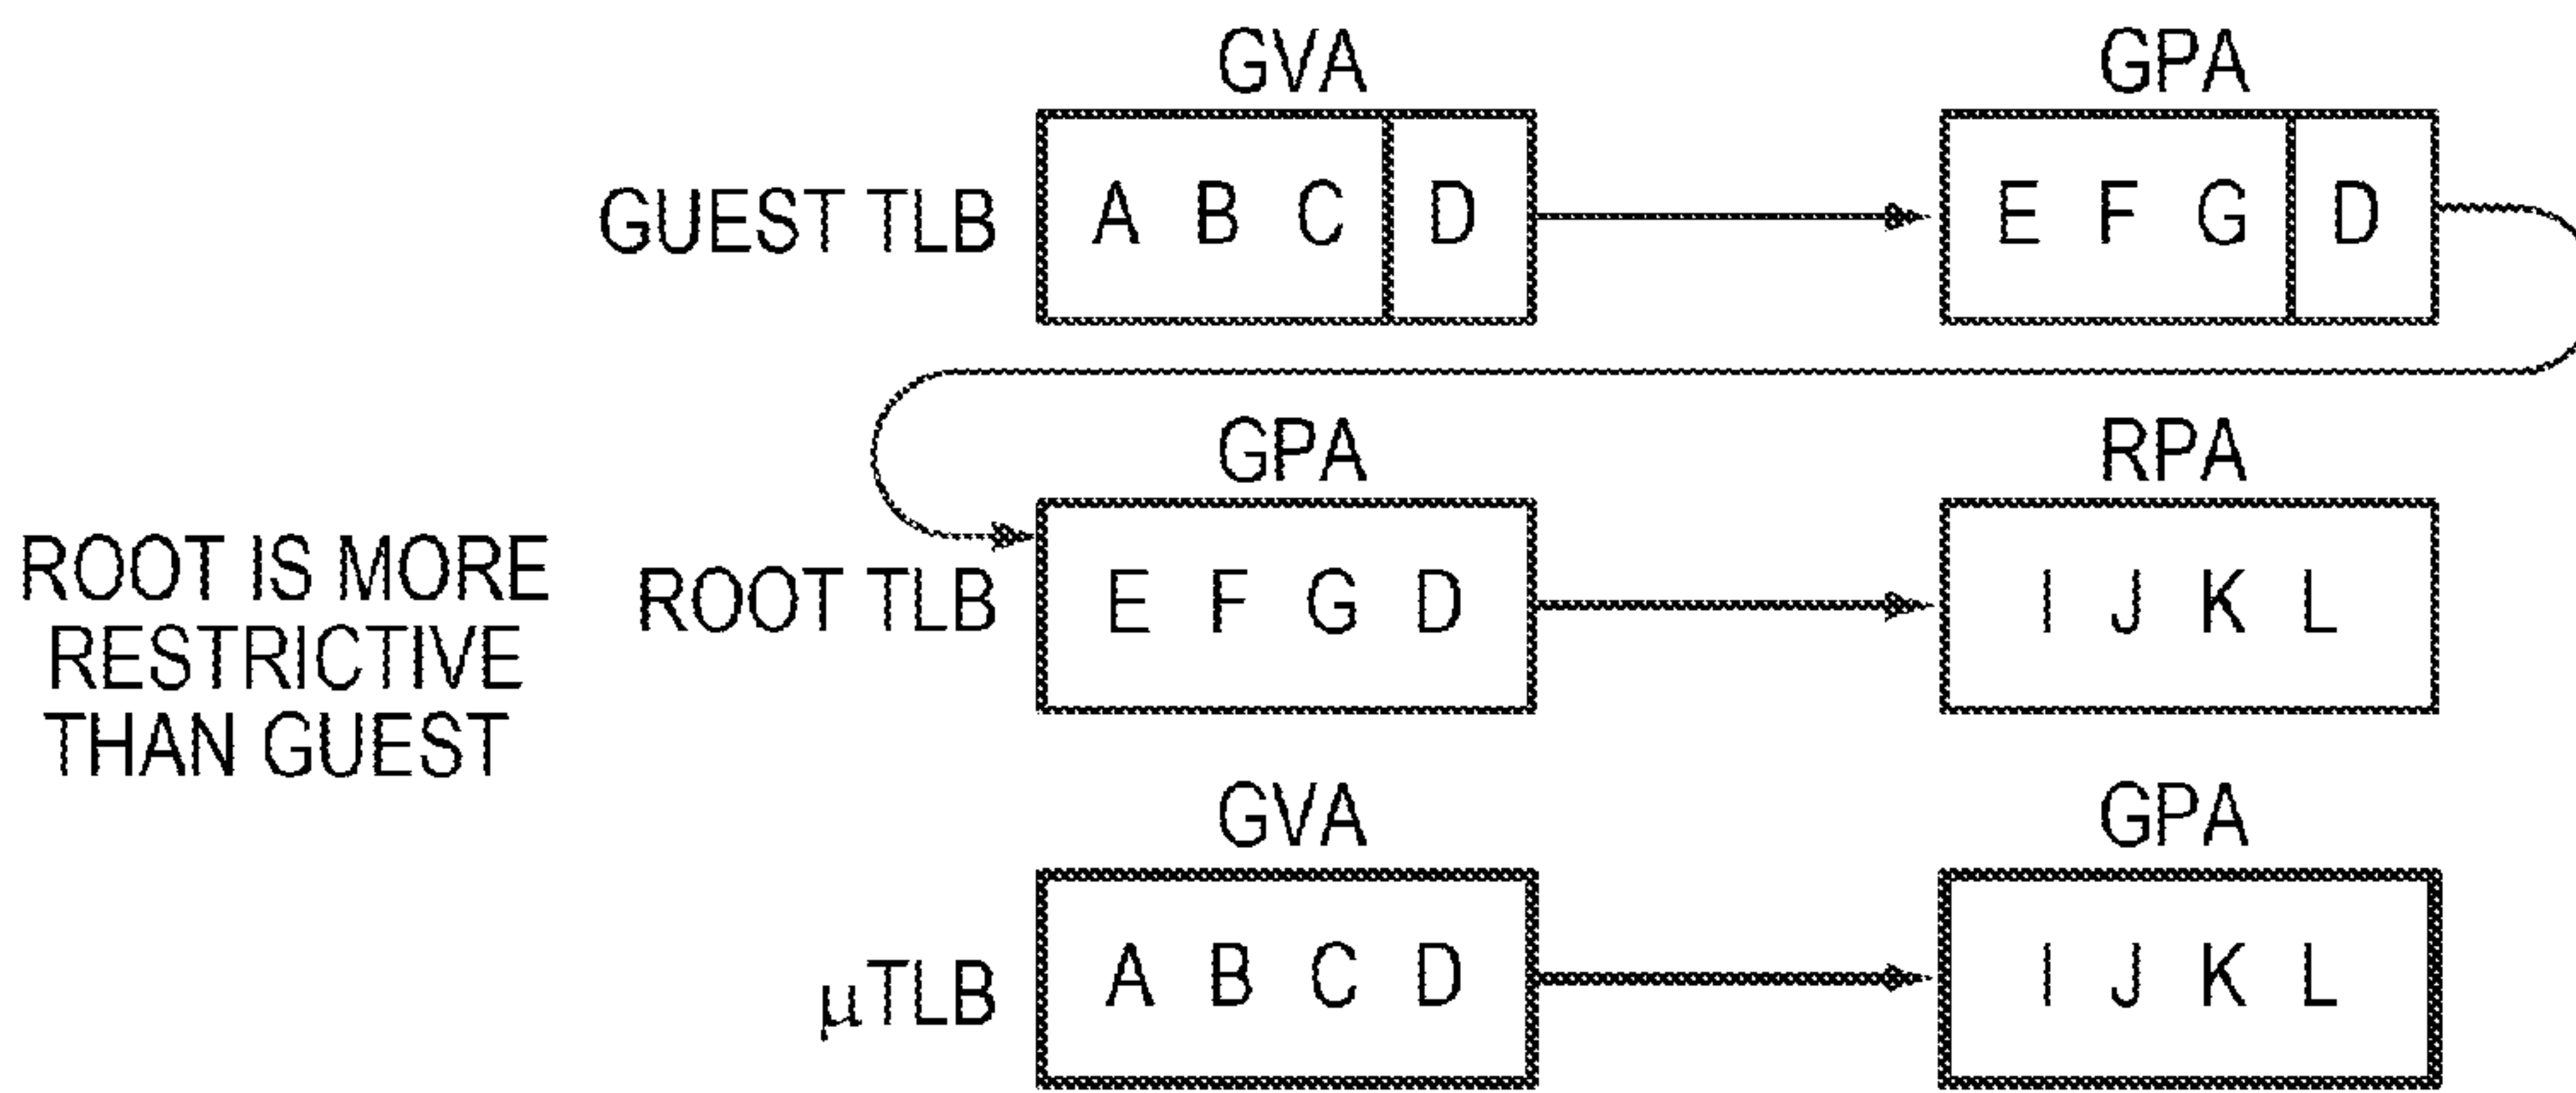 GVA GPA
GUEST TLB A B C D E F G D
GPA RPA
ROOT IS MORE
RESTRICTIVE
THAN GUEST
ROOT TLB E F G D I J K L
GVA GPA
μTLB A B C D I J K L